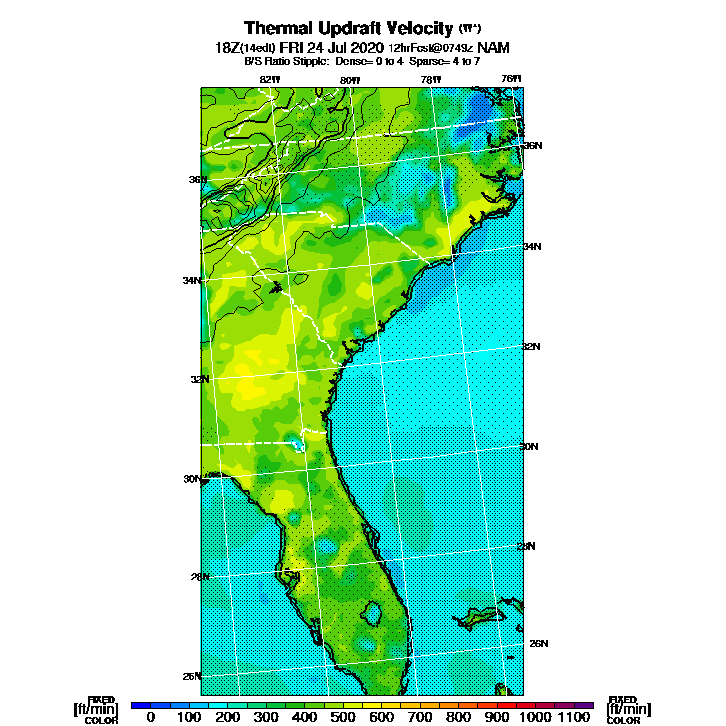 Thermal Updraft Velocity (W*)
18Z(14edt) FRI 24 Jul 2020 12hrFcst@0749z NAM
B/S Ratio Stipple: Dense= 0 to 4 Sparse= 4 to 7
82W 80W 78W 76W
36N 36N
34N 34N
32N 32N
30N 30N
28N 28N
26N 26N
FIXED FIXED
[ft/min] [ft/min]
COLOR COLOR
0 100 200 300 400 500 600 700 800 900 1000 1100